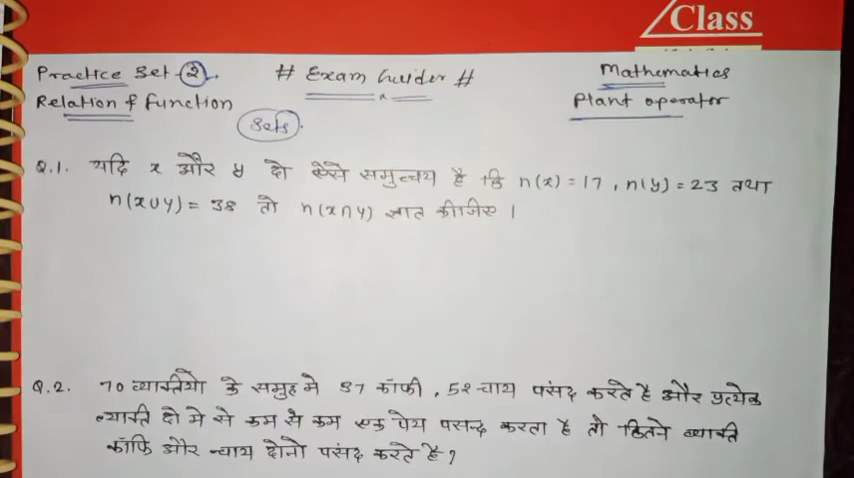 Class
Practice Set-2. # Exam Guider # Mathematics
Relation & function Plant operator
Sets.
Q.1. यदि x और y दो ऐसे समुच्चय है कि n(x) = 17, n(y) = 23 तथा
n(x∪y) = 38 तो n(x∩y) ज्ञात कीजिए।
Q.2. 70 व्यक्तियो के समुह मे 37 कॉफी, 52 चाय पसंद करते है और प्रत्येक
व्यक्ति दो मे से कम से कम एक पेय पसन्द करता है तो कितने व्यक्ति
कॉफि और चाय दोनो पसंद करते है?